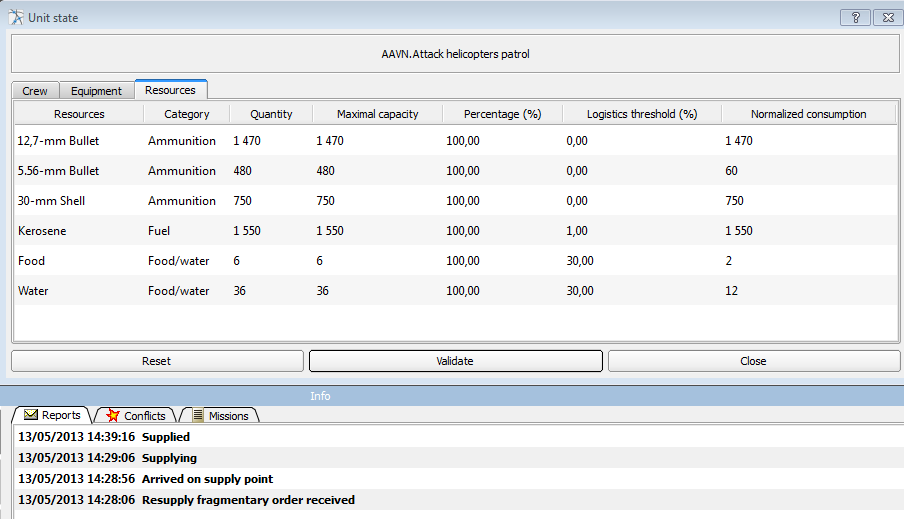 Unit state
AAVN.Attack helicopters patrol
Crew Equipment Resources
Resources Category Quantity Maximal capacity Percentage (%) Logistics threshold (%) Normalized consumption
12,7-mm Bullet Ammunition 1 470 1 470 100,00 0,00 1 470
5.56-mm Bullet Ammunition 480 480 100,00 0,00 60
30-mm Shell Ammunition 750 750 100,00 0,00 750
Kerosene Fuel 1 550 1 550 100,00 1,00 1 550
Food Food/water 6 6 100,00 30,00 2
Water Food/water 36 36 100,00 30,00 12
Reset Validate Close
Info
Reports Conflicts Missions
13/05/2013 14:39:16 Supplied
13/05/2013 14:29:06 Supplying
13/05/2013 14:28:56 Arrived on supply point
13/05/2013 14:28:06 Resupply fragmentary order received